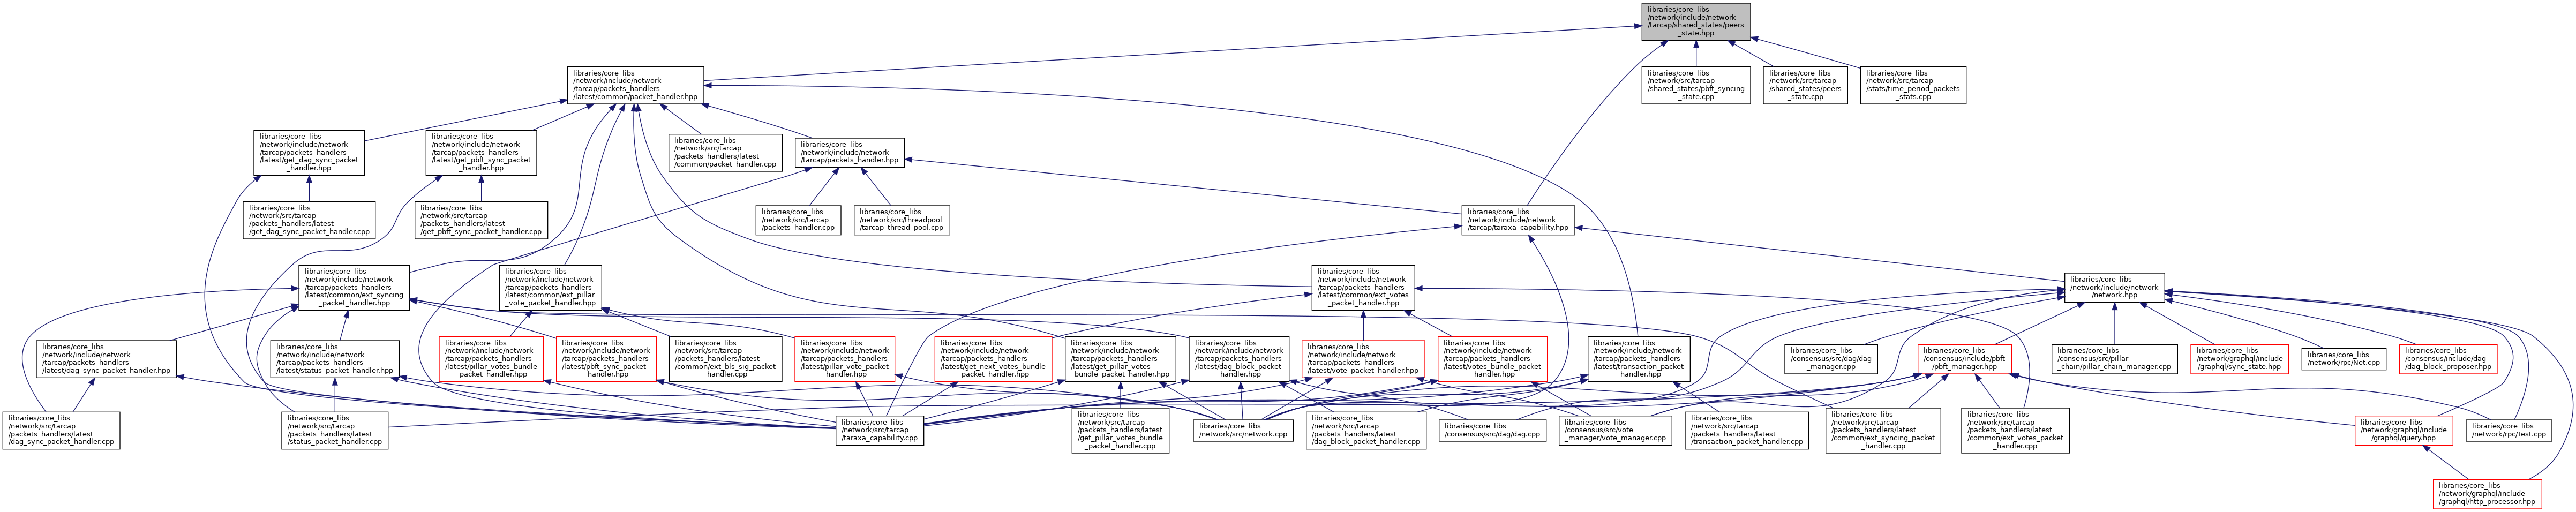 libraries/core_libs
/network/include/network
/tarcap/shared_states/peers
_state.hpp
libraries/core_libs
/network/include/network
/tarcap/packets_handlers
/latest/common/packet_handler.hpp
libraries/core_libs
/network/src/tarcap
/shared_states/pbft_syncing
_state.cpp
libraries/core_libs
/network/src/tarcap
/shared_states/peers
_state.cpp
libraries/core_libs
/network/src/tarcap
/stats/time_period_packets
_stats.cpp
libraries/core_libs
/network/include/network
/tarcap/packets_handlers
/latest/get_dag_sync_packet
_handler.hpp
libraries/core_libs
/network/include/network
/tarcap/packets_handlers
/latest/get_pbft_sync_packet
_handler.hpp
libraries/core_libs
/network/src/tarcap
/packets_handlers/latest
/common/packet_handler.cpp
libraries/core_libs
/network/include/network
/tarcap/packets_handler.hpp
libraries/core_libs
/network/src/tarcap
/packets_handlers/latest
/get_dag_sync_packet_handler.cpp
libraries/core_libs
/network/src/tarcap
/packets_handlers/latest
/get_pbft_sync_packet_handler.cpp
libraries/core_libs
/network/src/tarcap
/packets_handler.cpp
libraries/core_libs
/network/src/threadpool
/tarcap_thread_pool.cpp
libraries/core_libs
/network/include/network
/tarcap/taraxa_capability.hpp
libraries/core_libs
/network/include/network
/tarcap/packets_handlers
/latest/common/ext_syncing
_packet_handler.hpp
libraries/core_libs
/network/include/network
/tarcap/packets_handlers
/latest/common/ext_pillar
_vote_packet_handler.hpp
libraries/core_libs
/network/include/network
/tarcap/packets_handlers
/latest/common/ext_votes
_packet_handler.hpp
libraries/core_libs
/network/include/network
/network.hpp
libraries/core_libs
/network/include/network
/tarcap/packets_handlers
/latest/dag_sync_packet_handler.hpp
libraries/core_libs
/network/include/network
/tarcap/packets_handlers
/latest/status_packet_handler.hpp
libraries/core_libs
/network/include/network
/tarcap/packets_handlers
/latest/pillar_votes_bundle
_packet_handler.hpp
libraries/core_libs
/network/include/network
/tarcap/packets_handlers
/latest/pbft_sync_packet
_handler.hpp
libraries/core_libs
/network/src/tarcap
/packets_handlers/latest
/common/ext_bls_sig_packet
_handler.cpp
libraries/core_libs
/network/include/network
/tarcap/packets_handlers
/latest/pillar_vote_packet
_handler.hpp
libraries/core_libs
/network/include/network
/tarcap/packets_handlers
/latest/get_next_votes_bundle
_packet_handler.hpp
libraries/core_libs
/network/include/network
/tarcap/packets_handlers
/latest/get_pillar_votes
_bundle_packet_handler.hpp
libraries/core_libs
/network/include/network
/tarcap/packets_handlers
/latest/dag_block_packet
_handler.hpp
libraries/core_libs
/network/include/network
/tarcap/packets_handlers
/latest/vote_packet_handler.hpp
libraries/core_libs
/network/include/network
/tarcap/packets_handlers
/latest/votes_bundle_packet
_handler.hpp
libraries/core_libs
/network/include/network
/tarcap/packets_handlers
/latest/transaction_packet
_handler.hpp
libraries/core_libs
/consensus/src/dag/dag
_manager.cpp
libraries/core_libs
/consensus/include/pbft
/pbft_manager.hpp
libraries/core_libs
/consensus/src/pillar
_chain/pillar_chain_manager.cpp
libraries/core_libs
/network/graphql/include
/graphql/sync_state.hpp
libraries/core_libs
/network/rpc/Net.cpp
libraries/core_libs
/consensus/include/dag
/dag_block_proposer.hpp
libraries/core_libs
/network/src/tarcap
/packets_handlers/latest
/dag_sync_packet_handler.cpp
libraries/core_libs
/network/src/tarcap
/packets_handlers/latest
/status_packet_handler.cpp
libraries/core_libs
/network/src/tarcap
/taraxa_capability.cpp
libraries/core_libs
/network/src/tarcap
/packets_handlers/latest
/get_pillar_votes_bundle
_packet_handler.cpp
libraries/core_libs
/network/src/network.cpp
libraries/core_libs
/network/src/tarcap
/packets_handlers/latest
/dag_block_packet_handler.cpp
libraries/core_libs
/consensus/src/dag/dag.cpp
libraries/core_libs
/consensus/src/vote
_manager/vote_manager.cpp
libraries/core_libs
/network/src/tarcap
/packets_handlers/latest
/transaction_packet_handler.cpp
libraries/core_libs
/network/src/tarcap
/packets_handlers/latest
/common/ext_syncing_packet
_handler.cpp
libraries/core_libs
/network/src/tarcap
/packets_handlers/latest
/common/ext_votes_packet
_handler.cpp
libraries/core_libs
/network/graphql/include
/graphql/query.hpp
libraries/core_libs
/network/rpc/Test.cpp
libraries/core_libs
/network/graphql/include
/graphql/http_processor.hpp